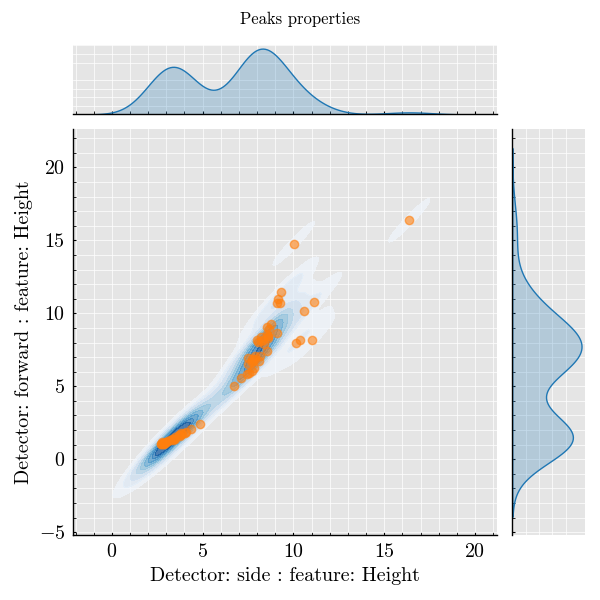 Peaks properties
Detector: forward : feature: Height
20
15
10
5
0
−5
0 5 10 15 20
Detector: side : feature: Height